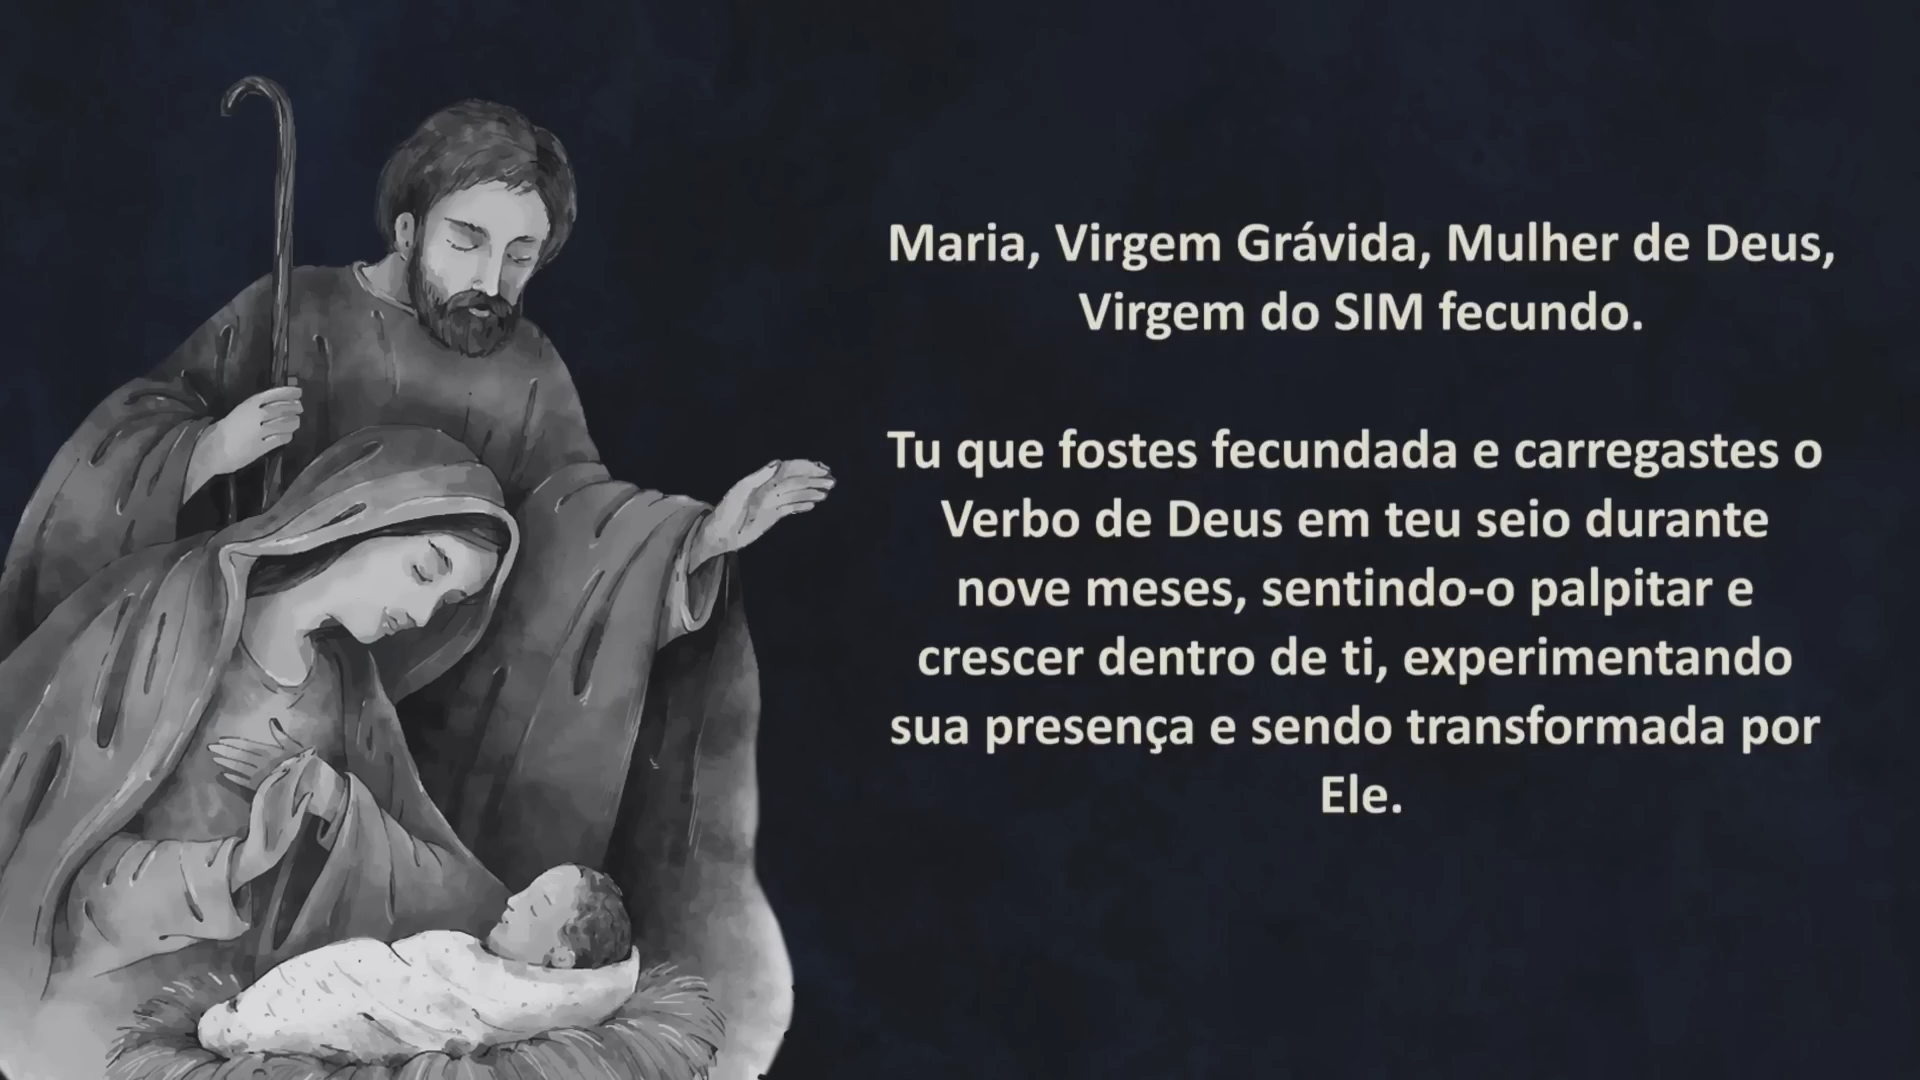 Maria, Virgem Grávida, Mulher de Deus,
Virgem do SIM fecundo.
Tu que fostes fecundada e carregastes o
Verbo de Deus em teu seio durante
nove meses, sentindo-o palpitar e
crescer dentro de ti, experimentando
sua presença e sendo transformada por
Ele.